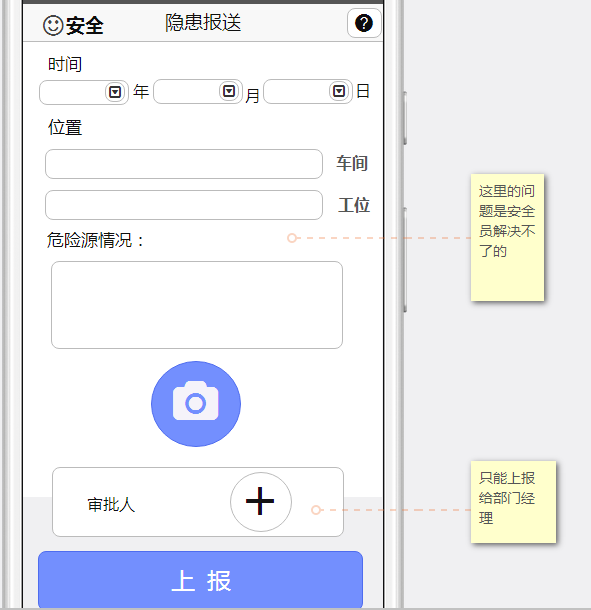 安全 隐患报送 ?
时间
年 月 日
位置
车间
工位
危险源情况：
这里的问
题是安全
员解决不
了的
审批人
只能上报
给部门经
理
上 报